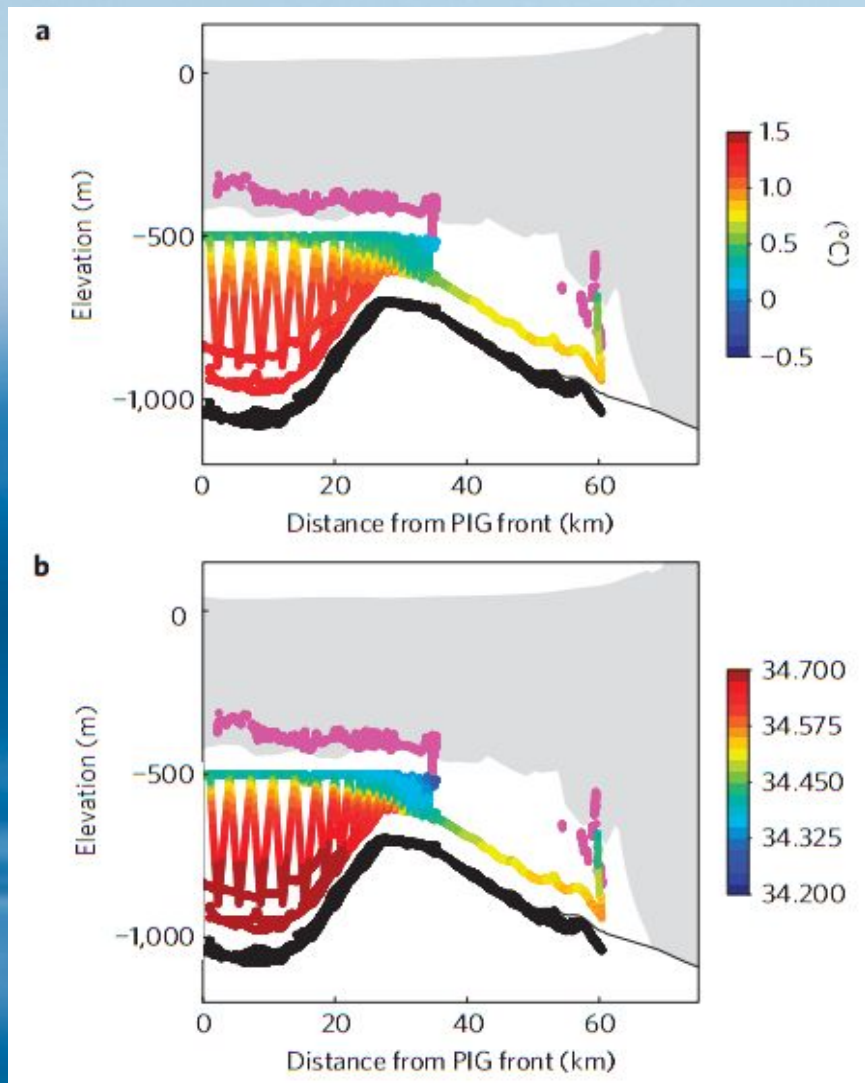 a
0
−500
−1,000
Elevation (m)
0 20 40 60
Distance from PIG front (km)
1.5
1.0
0.5
0
−0.5
(°C)
b
0
−500
−1,000
Elevation (m)
0 20 40 60
Distance from PIG front (km)
34.700
34.575
34.450
34.325
34.200